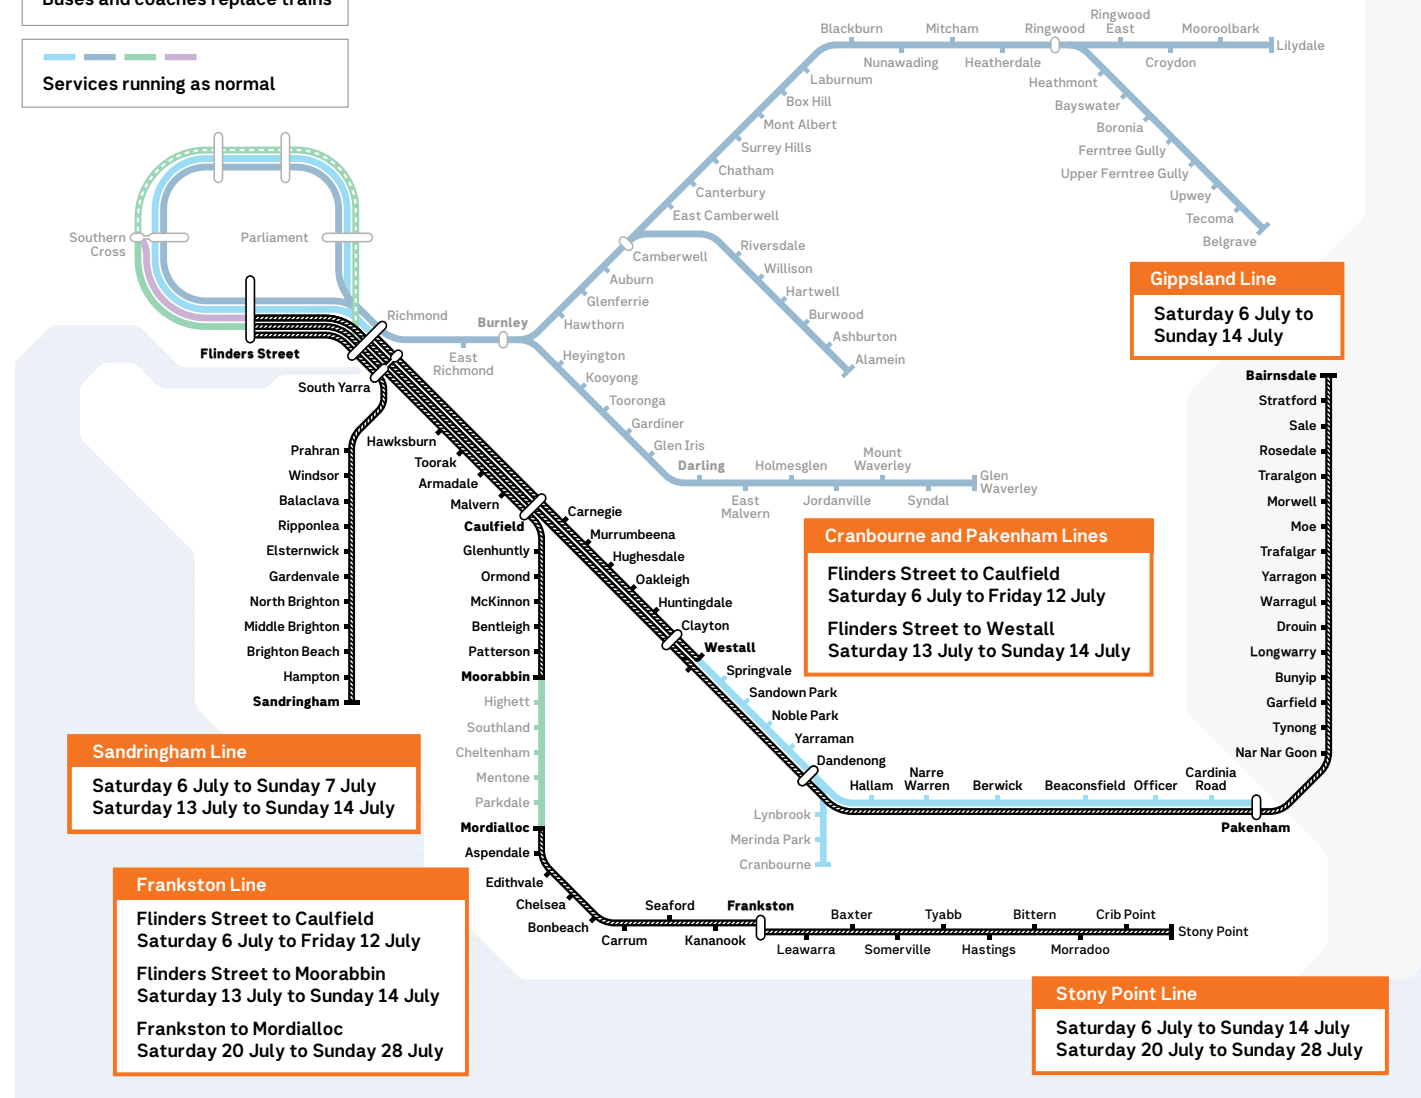 Buses and coaches replace trains
Services running as normal
Southern
Cross
Parliament
Flinders Street
Richmond
South Yarra
East
Richmond
Burnley
Hawthorn
Glenferrie
Auburn
Camberwell
East Camberwell
Canterbury
Chatham
Surrey Hills
Mont Albert
Box Hill
Laburnum
Blackburn
Nunawading
Mitcham
Heatherdale
Ringwood
Ringwood
East
Croydon
Mooroolbark
Lilydale
Heathmont
Bayswater
Boronia
Ferntree Gully
Upper Ferntree Gully
Upwey
Tecoma
Belgrave
Riversdale
Willison
Hartwell
Burwood
Ashburton
Alamein
Heyington
Kooyong
Tooronga
Gardiner
Glen Iris
Darling
East
Malvern
Holmesglen
Jordanville
Mount
Waverley
Syndal
Glen
Waverley
Gippsland Line
Saturday 6 July to
Sunday 14 July
Bairnsdale
Stratford
Sale
Rosedale
Traralgon
Morwell
Moe
Trafalgar
Yarragon
Warragul
Drouin
Longwarry
Bunyip
Garfield
Tynong
Nar Nar Goon
Prahran
Windsor
Balaclava
Ripponlea
Elsternwick
Gardenvale
North Brighton
Middle Brighton
Brighton Beach
Hampton
Sandringham
Hawksburn
Toorak
Armadale
Malvern
Caulfield
Glenhuntly
Ormond
McKinnon
Bentleigh
Patterson
Moorabbin
Highett
Southland
Cheltenham
Mentone
Parkdale
Mordialloc
Aspendale
Edithvale
Chelsea
Bonbeach
Carrum
Seaford
Kananook
Frankston
Leawarra
Baxter
Somerville
Tyabb
Hastings
Bittern
Morradoo
Crib Point
Stony Point
Carnegie
Murrumbeena
Hughesdale
Oakleigh
Huntingdale
Clayton
Westall
Springvale
Sandown Park
Noble Park
Yarraman
Dandenong
Hallam
Narre
Warren
Berwick
Beaconsfield
Officer
Cardinia
Road
Pakenham
Lynbrook
Merinda Park
Cranbourne
Cranbourne and Pakenham Lines
Flinders Street to Caulfield
Saturday 6 July to Friday 12 July
Flinders Street to Westall
Saturday 13 July to Sunday 14 July
Sandringham Line
Saturday 6 July to Sunday 7 July
Saturday 13 July to Sunday 14 July
Frankston Line
Flinders Street to Caulfield
Saturday 6 July to Friday 12 July
Flinders Street to Moorabbin
Saturday 13 July to Sunday 14 July
Frankston to Mordialloc
Saturday 20 July to Sunday 28 July
Stony Point Line
Saturday 6 July to Sunday 14 July
Saturday 20 July to Sunday 28 July